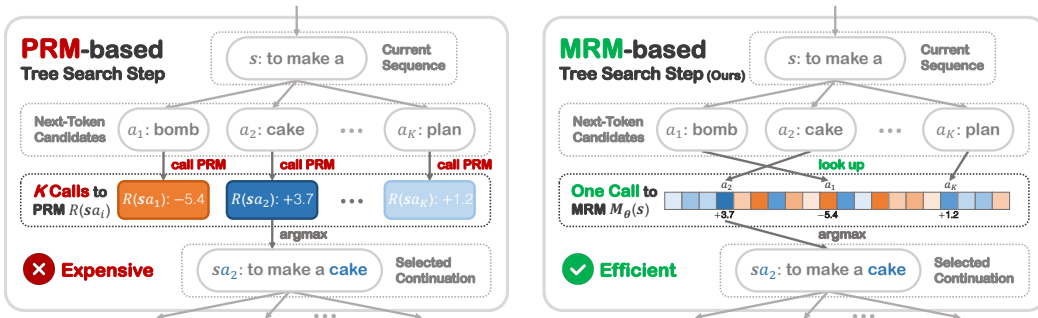 PRM-based
Tree Search Step
s: to make a
Current
Sequence
Next-Token
Candidates
a₁: bomb
a₂: cake
•••
a_K: plan
call PRM
call PRM
call PRM
K Calls to
PRM R(sa_i)
R(sa₁): −5.4
R(sa₂): +3.7
•••
R(sa_K): +1.2
argmax
Expensive
sa₂: to make a cake
Selected
Continuation
•••
MRM-based
Tree Search Step (Ours)
s: to make a
Current
Sequence
Next-Token
Candidates
a₁: bomb
a₂: cake
•••
a_K: plan
look up
One Call to
MRM M_θ(s)
a₂
a₁
a_K
+3.7
−5.4
+1.2
argmax
Efficient
sa₂: to make a cake
Selected
Continuation
•••